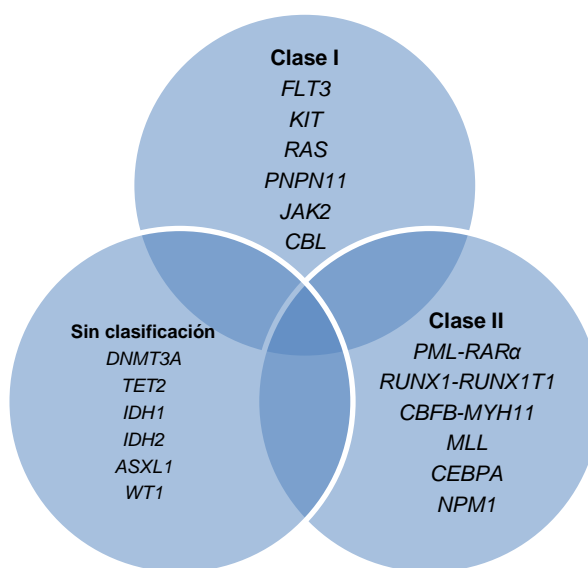 Clase I
FLT3
KIT
RAS
PNPN11
JAK2
CBL
Sin clasificación
DNMT3A
TET2
IDH1
IDH2
ASXL1
WT1
Clase II
PML-RARα
RUNX1-RUNX1T1
CBFB-MYH11
MLL
CEBPA
NPM1